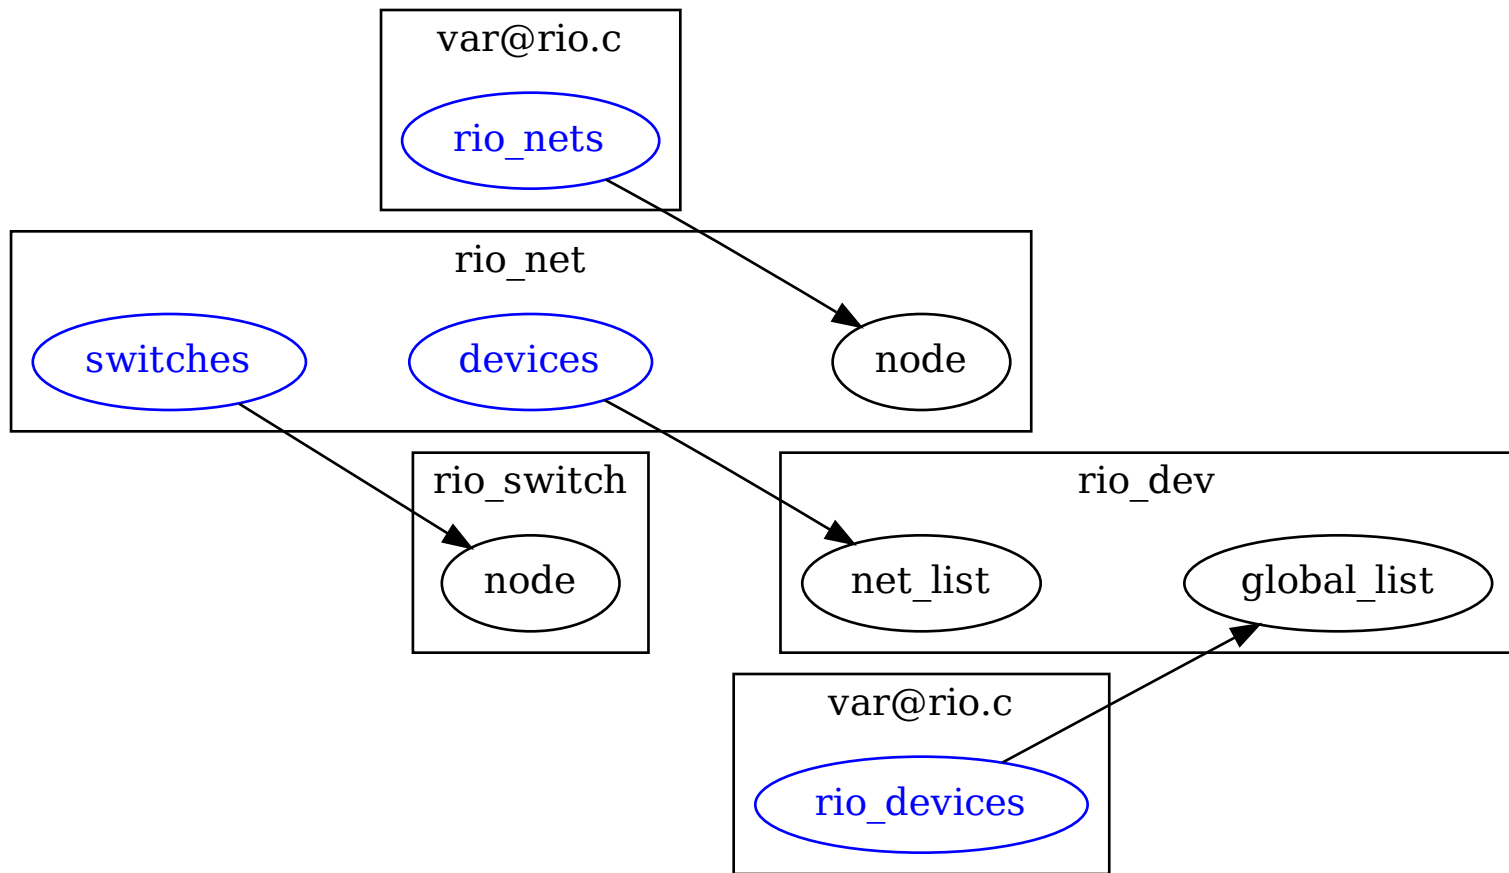 var@rio.c
rio_nets
rio_net
switches
devices
node
rio_switch
node
rio_dev
net_list
global_list
var@rio.c
rio_devices